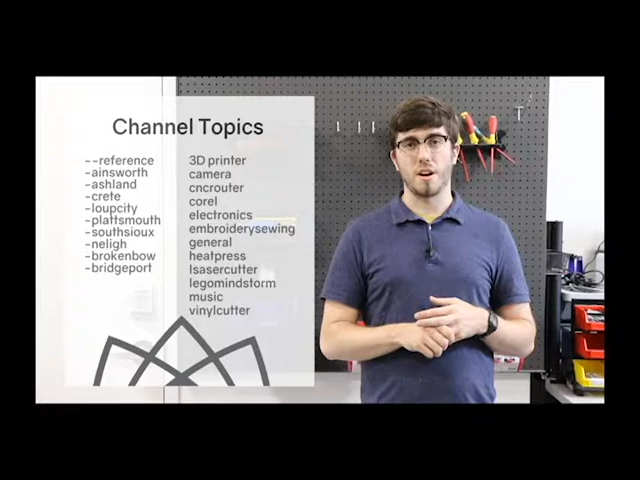 Channel Topics
--reference
-ainsworth
-ashland
-crete
-loupcity
-plattsmouth
-southsioux
-neligh
-brokenbow
-bridgeport
3D printer
camera
cncrouter
corel
electronics
embroiderysewing
general
heatpress
lsasercutter
legomindstorm
music
vinylcutter